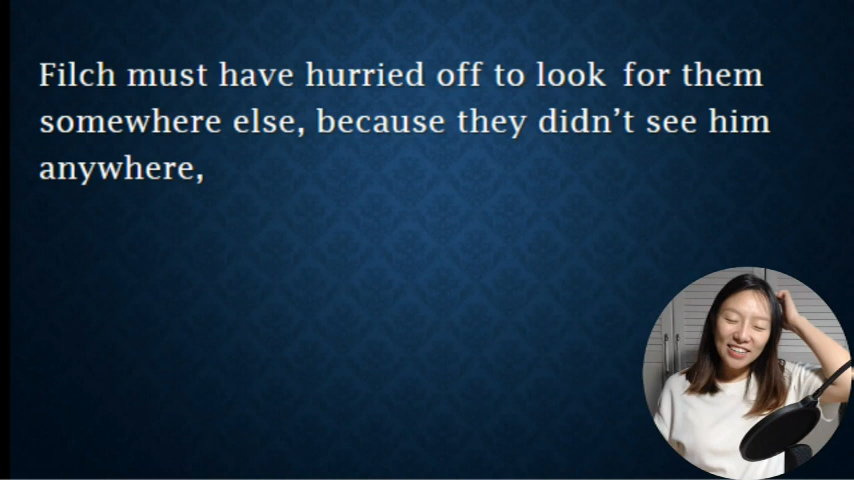 Filch must have hurried off to look for them
somewhere else, because they didn’t see him
anywhere,